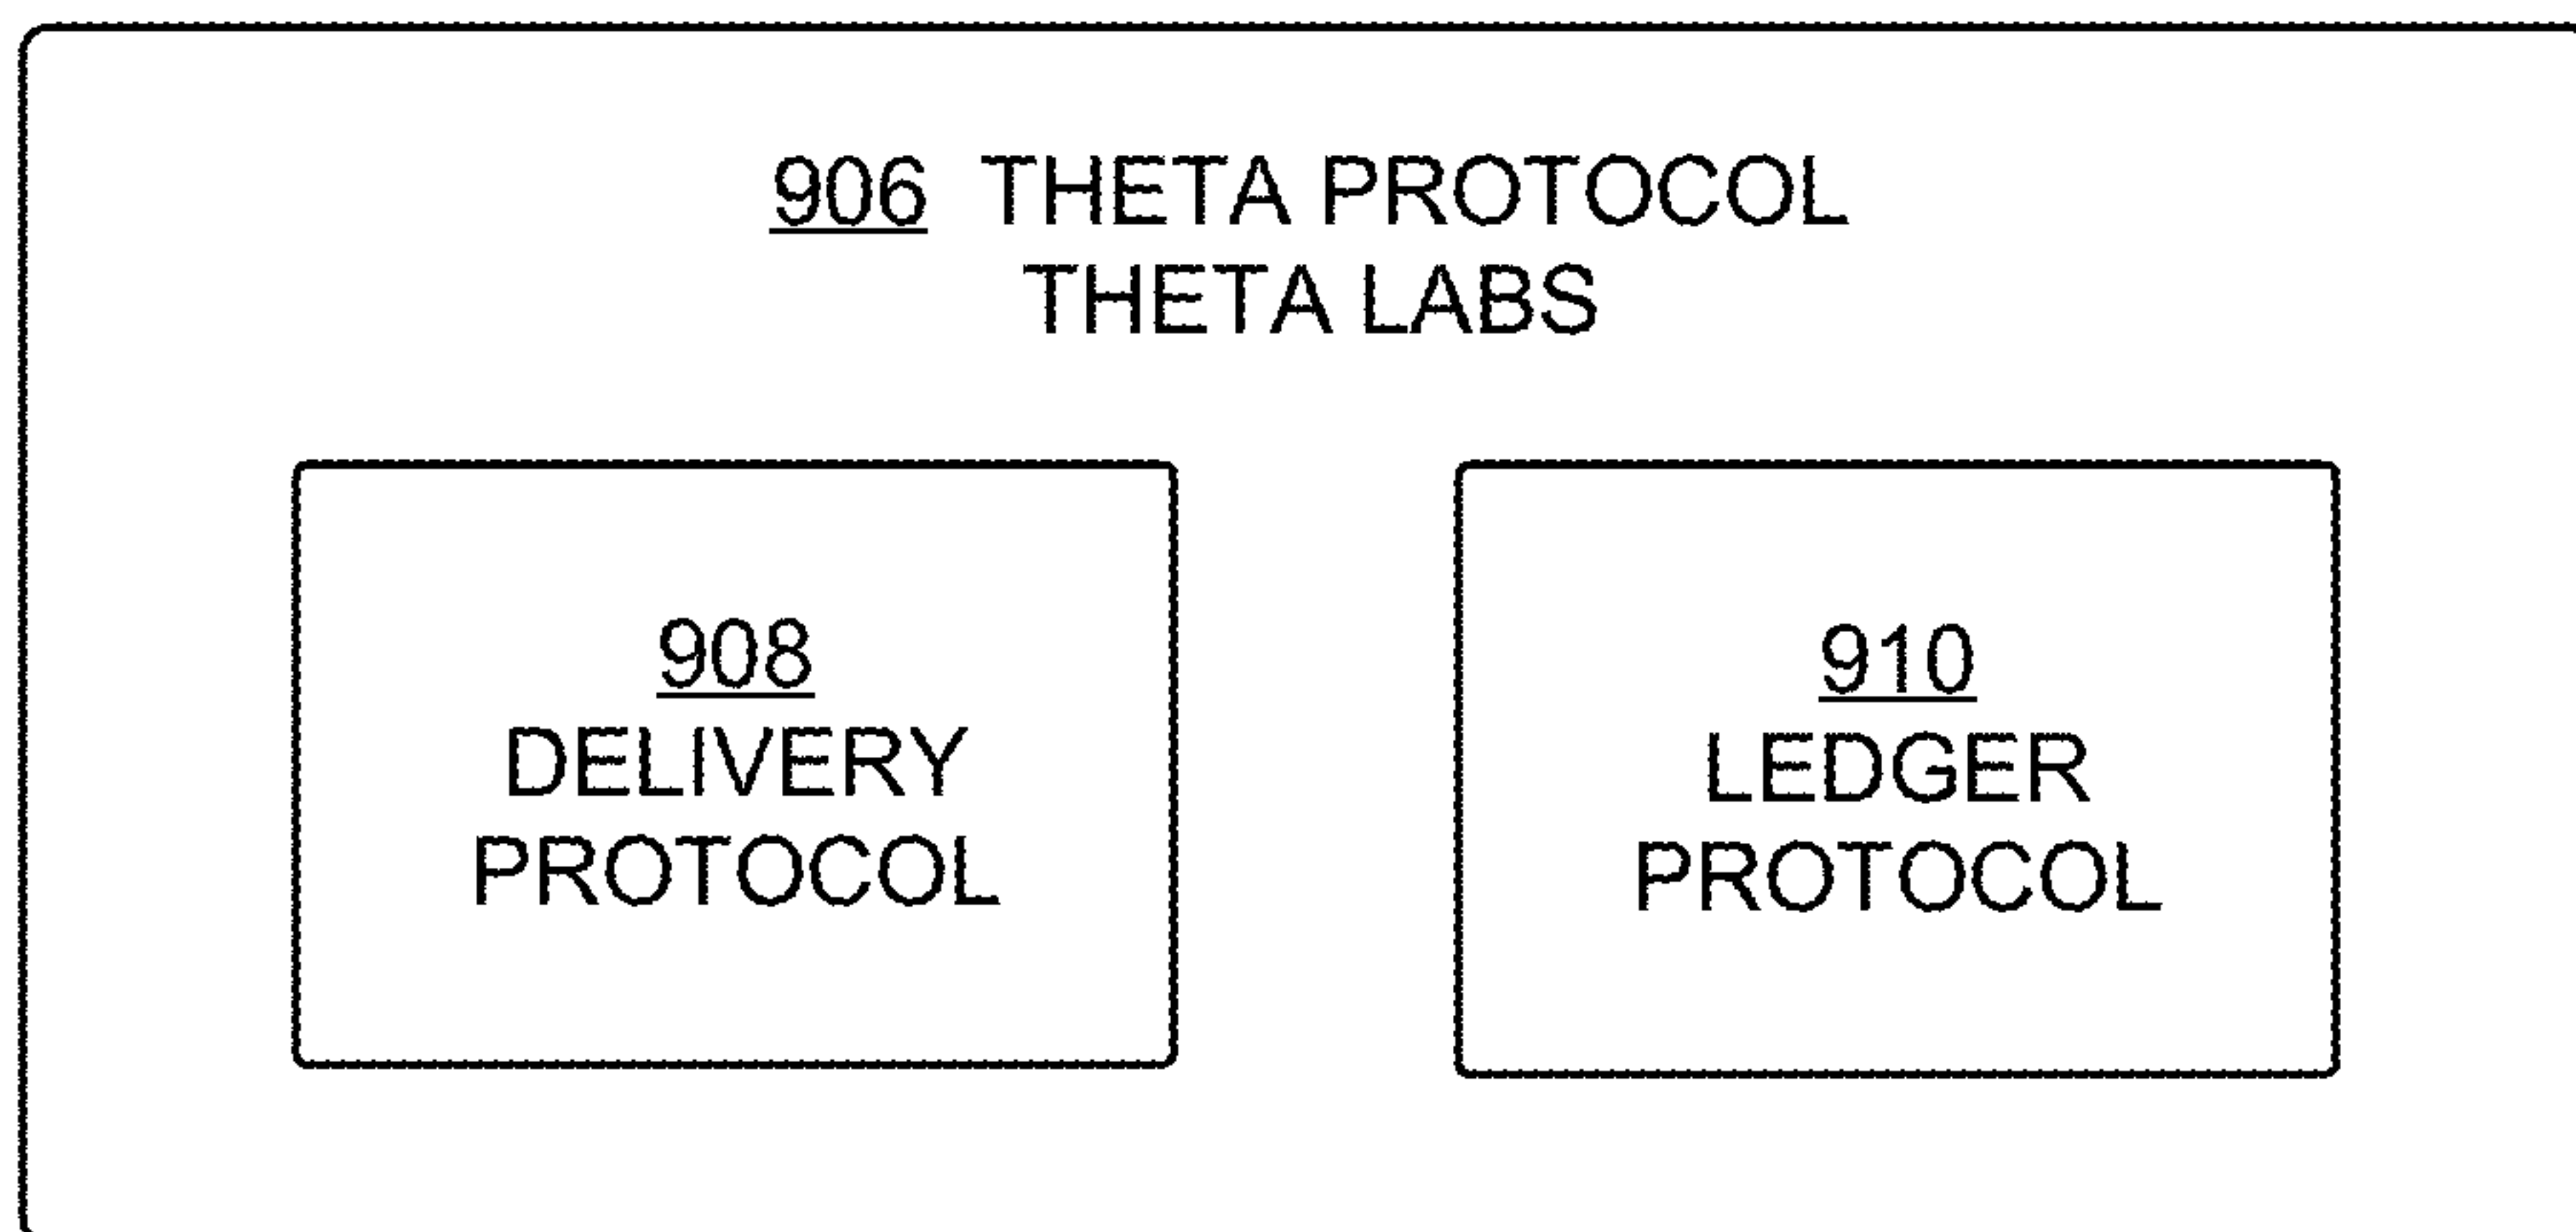 906 THETA PROTOCOL
THETA LABS
908
DELIVERY
PROTOCOL
910
LEDGER
PROTOCOL